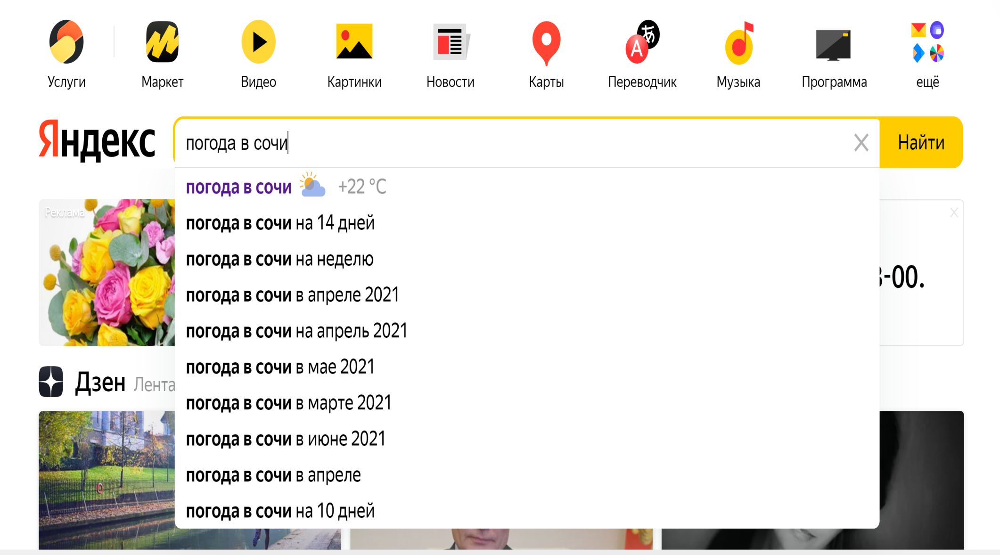 Услуги
Маркет
Видео
Картинки
Новости
Карты
Переводчик
Музыка
Программа
ещё
Яндекс
погода в сочи
Найти
погода в сочи +22 °C
погода в сочи на 14 дней
погода в сочи на неделю
погода в сочи в апреле 2021
погода в сочи на апрель 2021
погода в сочи в мае 2021
погода в сочи в марте 2021
погода в сочи в июне 2021
погода в сочи в апреле
погода в сочи на 10 дней
Реклама
-00.
Дзен Лента